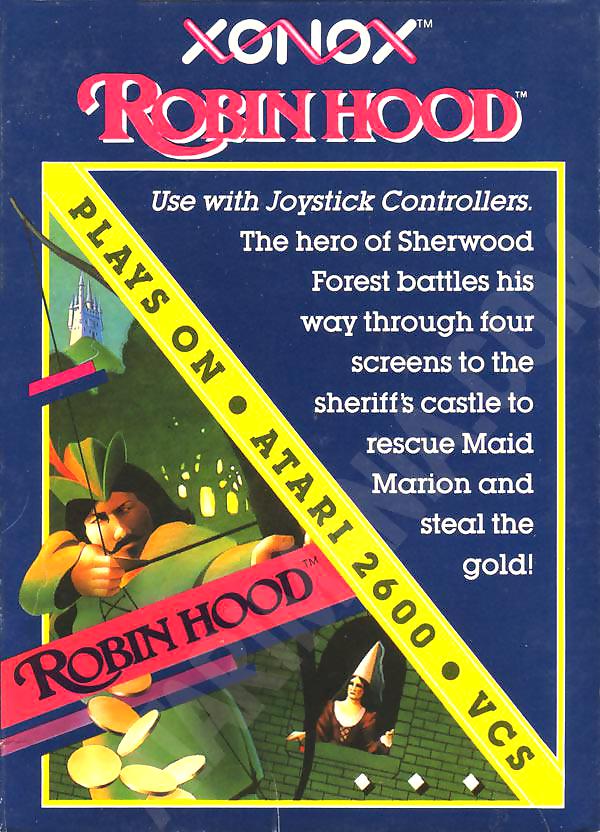 XONOX™
ROBIN HOOD™
Use with Joystick Controllers.
The hero of Sherwood
Forest battles his
way through four
screens to the
sheriff's castle to
rescue Maid
Marion and
steal the
gold!
PLAYS ON • ATARI 2600 • VCS
ROBIN HOOD™